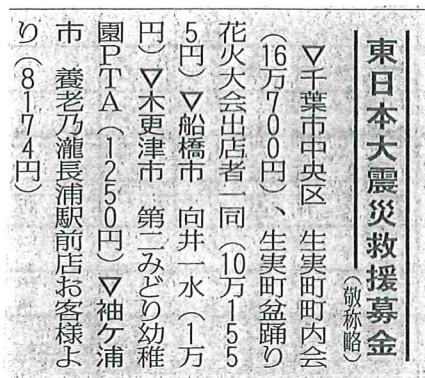 東日本大震災救援募金
(敬称略)
▽千葉市中央区 生実町町内会
(16万700円)、生実町盆踊り
花火大会出店者一同(10万155
5円)▽船橋市 向井一水(1万
円)▽木更津市 第二みどり幼稚
園PTA(1250円)▽袖ケ浦
市 養老乃瀧長浦駅前店お客様よ
り(8174円)